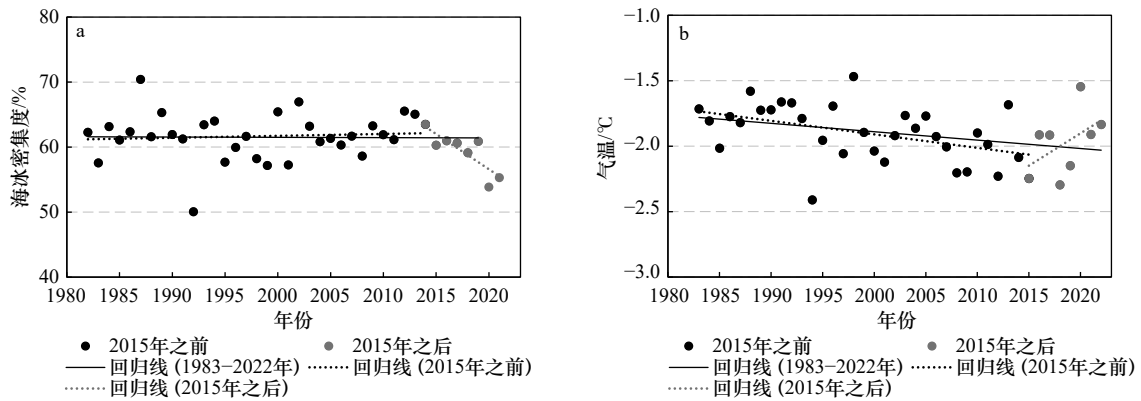 80
70
60
50
40
海冰密集度/%
a
1980 1985 1990 1995 2000 2005 2010 2015 2020
年份
2015年之前 2015年之后
回归线 (1983−2022年) 回归线 (2015年之前)
回归线 (2015年之后)
−1.0
−1.5
−2.0
−2.5
−3.0
气温/℃
b
1980 1985 1990 1995 2000 2005 2010 2015 2020
年份
2015年之前 2015年之后
回归线 (1983−2022年) 回归线 (2015年之前)
回归线 (2015年之后)